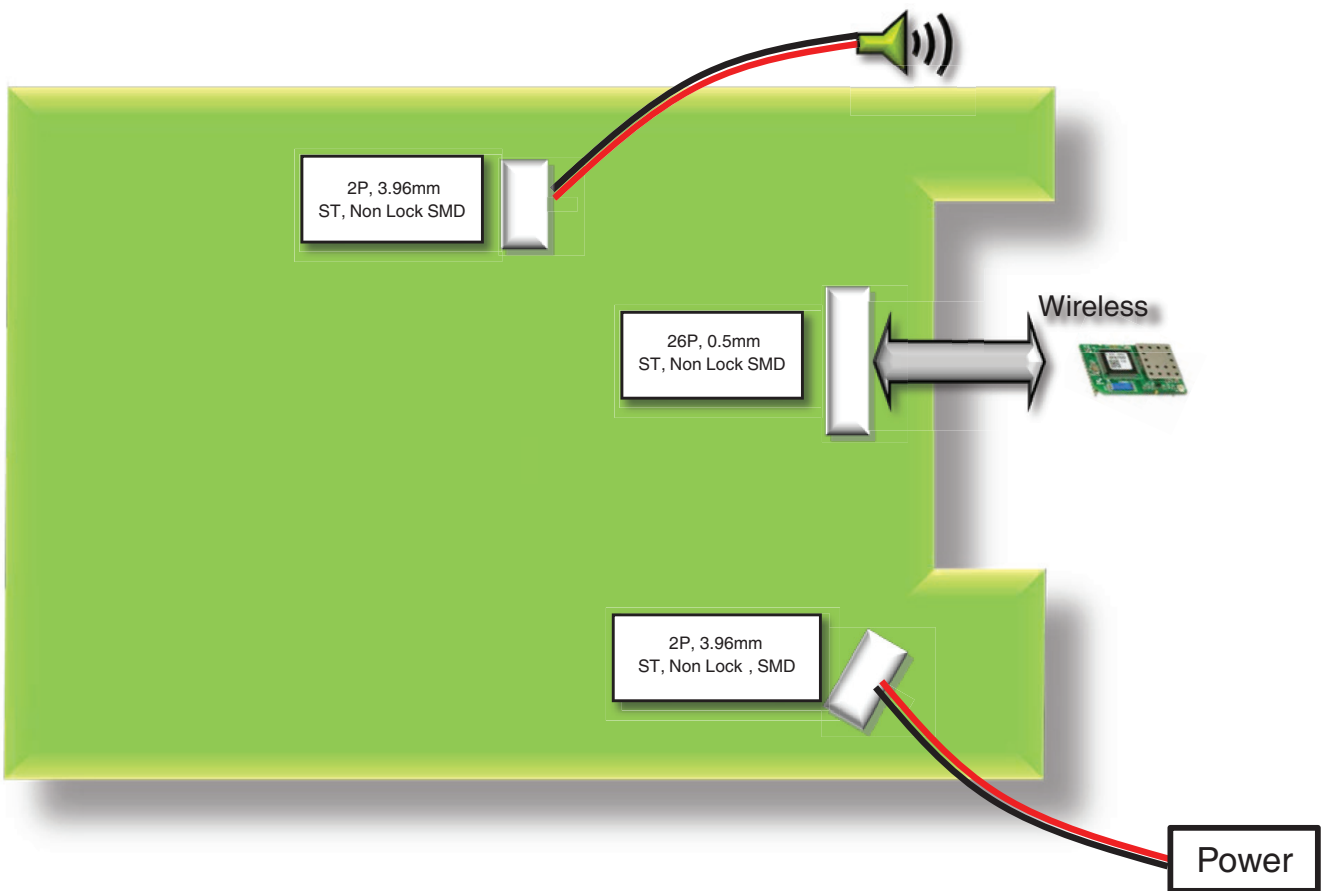 2P, 3.96mm
ST, Non Lock SMD
Wireless
26P, 0.5mm
ST, Non Lock SMD
2P, 3.96mm
ST, Non Lock , SMD
Power